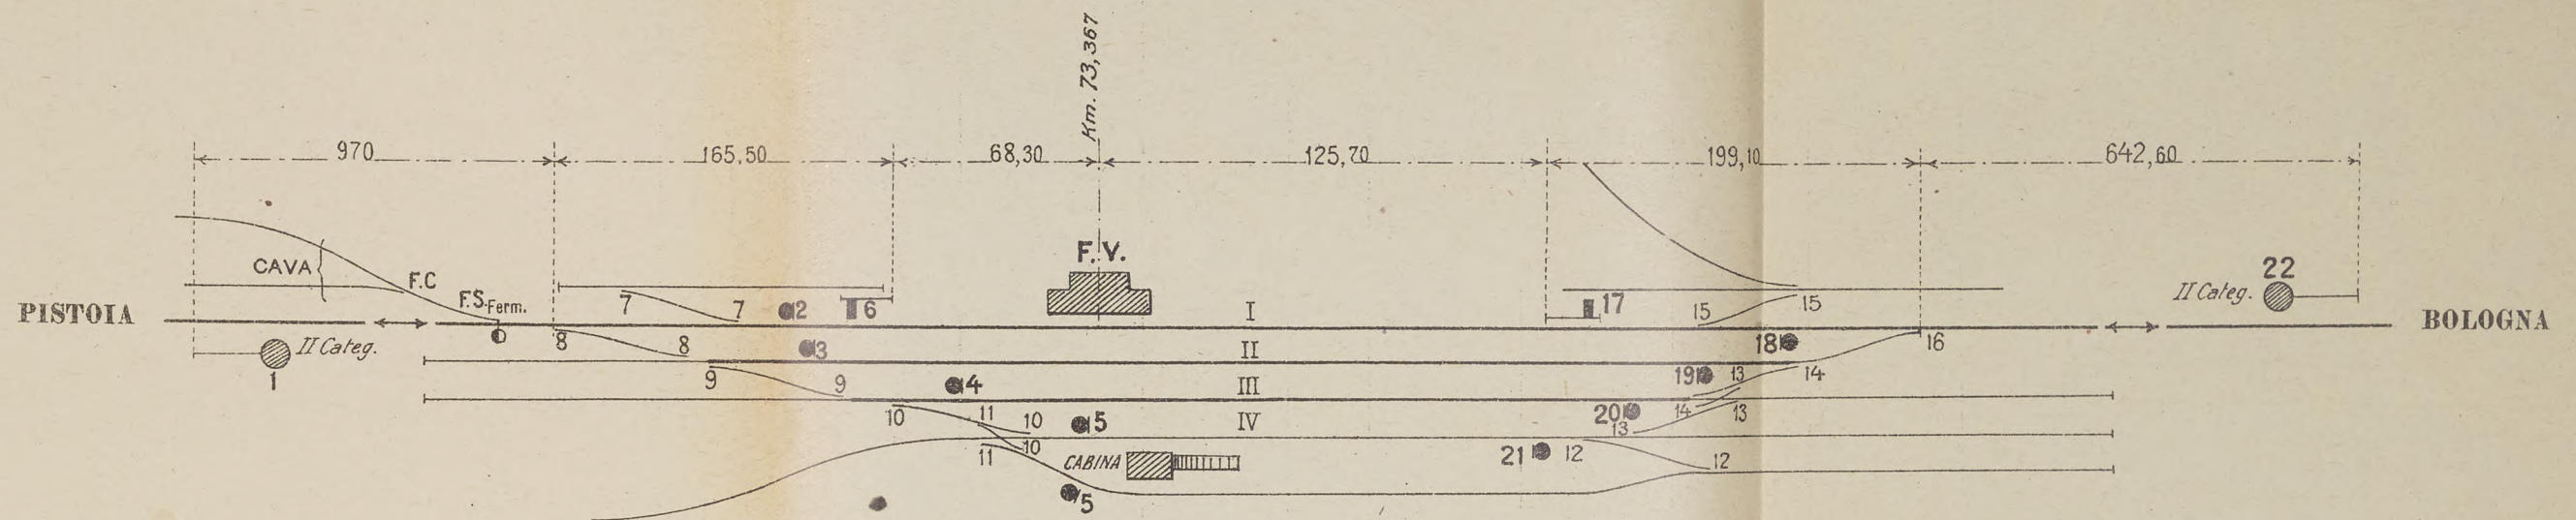 Km. 73,367
970 165,50 68,30 125,70 199,10 642,60
F. V.
CAVA F.C
22
II Categ.
F.S. Ferm.
7 7 2 6 I 17 15 15
PISTOIA
BOLOGNA
8 8 3 II 18 16
II Categ.
1
9 9 4 III 19 13 14
10 11 10 5 IV 20 14 13
13
11 10 CABINA 21 12 12
5